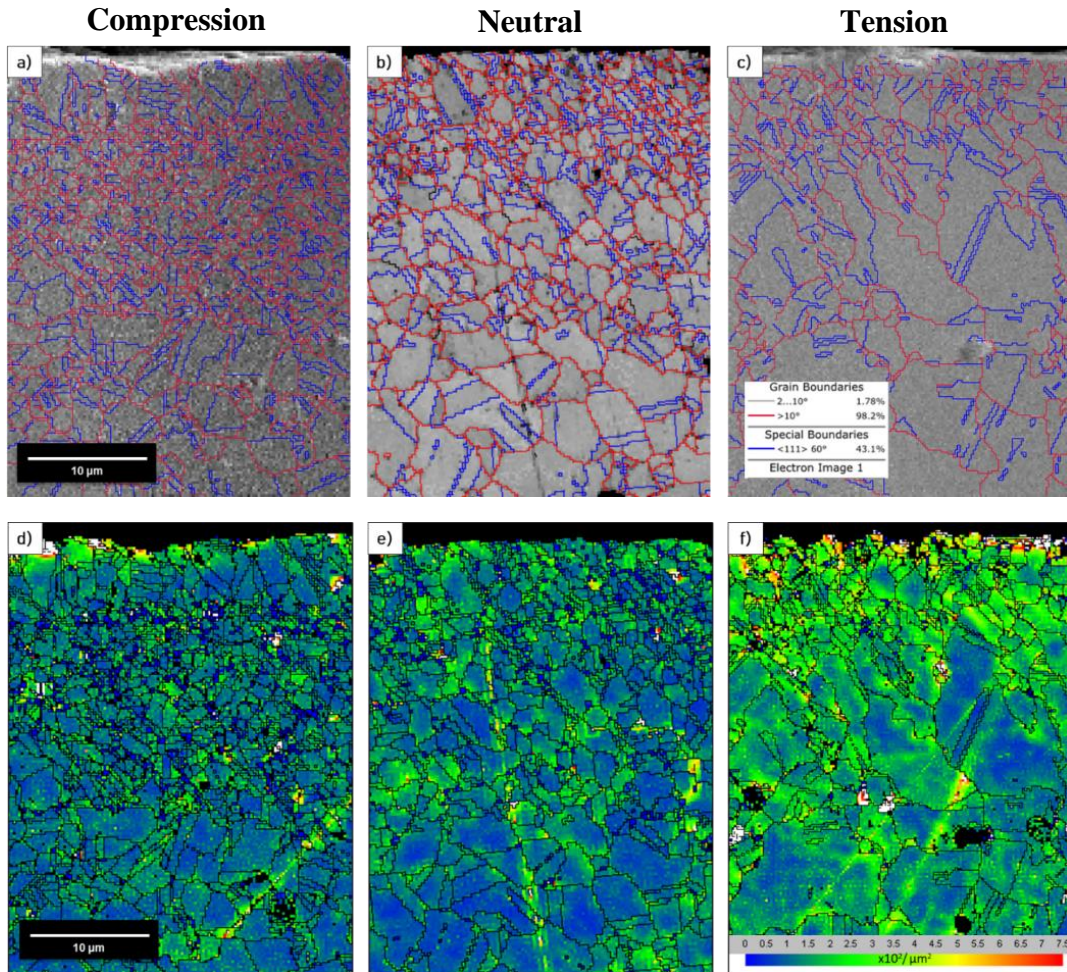 Compression Neutral Tension
a) b) c)
Grain Boundaries
2...10° 1.78%
>10° 98.2%
Special Boundaries
<111> 60° 43.1%
Electron Image 1
10 µm
d) e) f)
10 µm
0 0.5 1 1.5 2 2.5 3 3.5 4 4.5 5 5.5 6 6.5 7 7.5
x10²/µm²